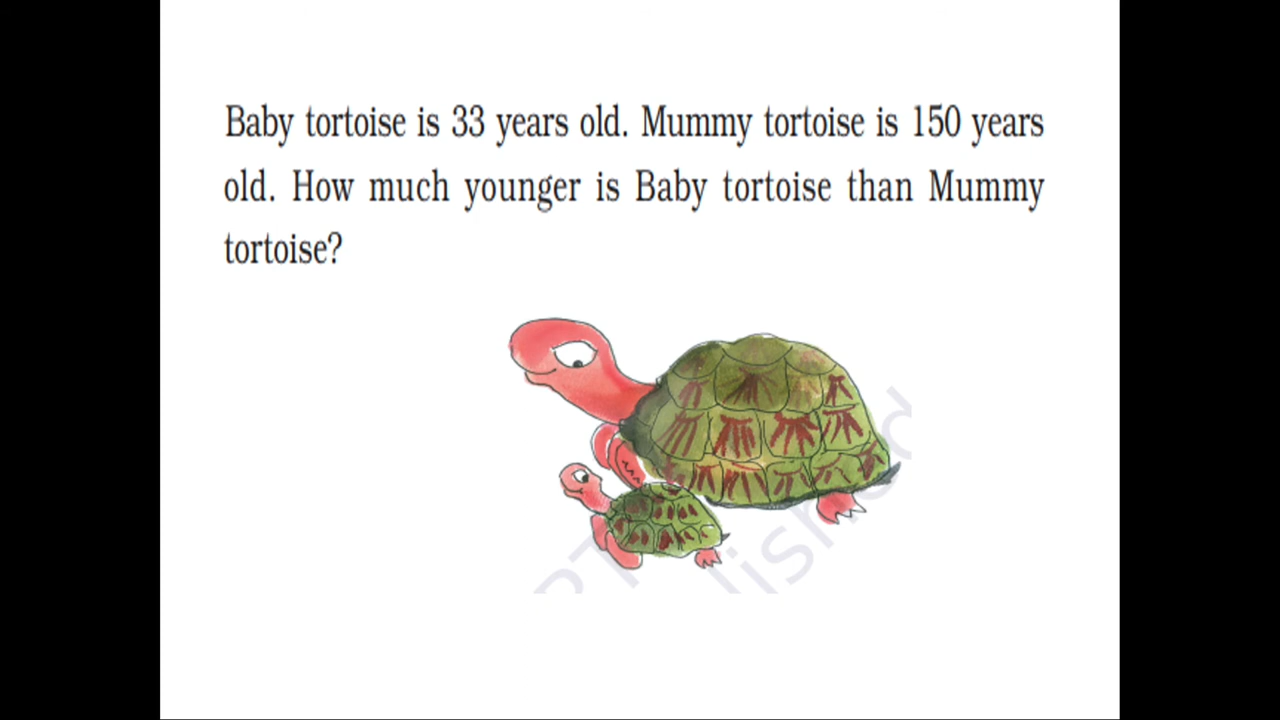 Baby tortoise is 33 years old. Mummy tortoise is 150 years
old. How much younger is Baby tortoise than Mummy
tortoise?